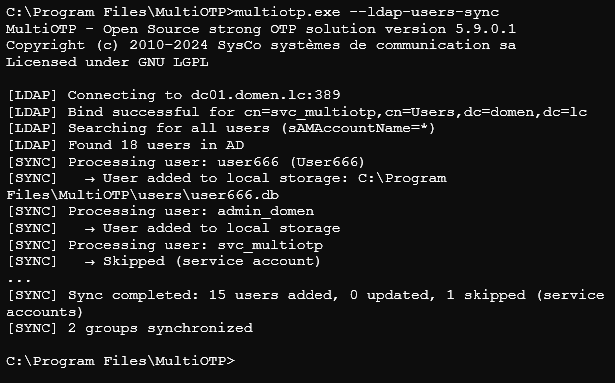 C:\Program Files\MultiOTP>multiotp.exe --ldap-users-sync
MultiOTP - Open Source strong OTP solution version 5.9.0.1
Copyright (c) 2010-2024 SysCo systèmes de communication sa
Licensed under GNU LGPL

[LDAP] Connecting to dc01.domen.lc:389
[LDAP] Bind successful for cn=svc_multiotp,cn=Users,dc=domen,dc=lc
[LDAP] Searching for all users (sAMAccountName=*)
[LDAP] Found 18 users in AD
[SYNC] Processing user: user666 (User666)
[SYNC]   → User added to local storage: C:\Program
Files\MultiOTP\users\user666.db
[SYNC] Processing user: admin_domen
[SYNC]   → User added to local storage
[SYNC] Processing user: svc_multiotp
[SYNC]   → Skipped (service account)
...
[SYNC] Sync completed: 15 users added, 0 updated, 1 skipped (service
accounts)
[SYNC] 2 groups synchronized

C:\Program Files\MultiOTP>